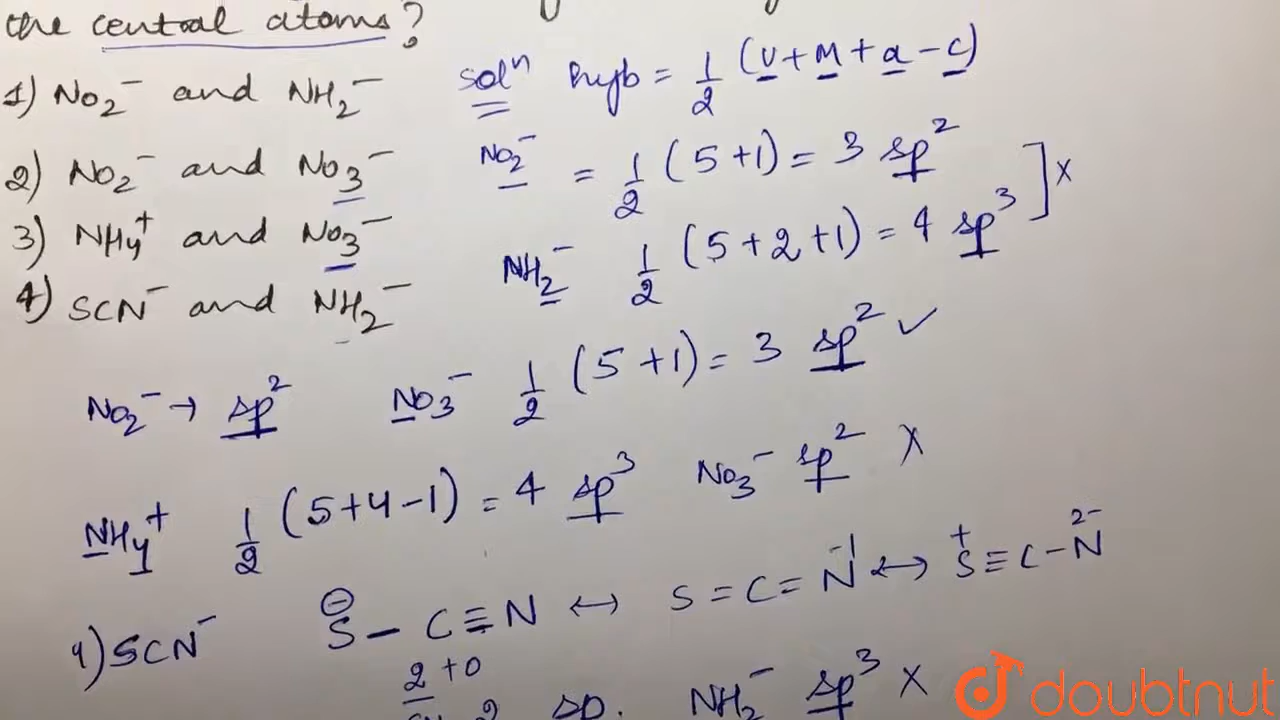 the central atoms?
1) NO2⁻ and NH2⁻
2) NO2⁻ and NO3⁻
3) NH4⁺ and NO3⁻
4) SCN⁻ and NH2⁻
Solⁿ hyb = 1/2 (V + M + a - c)
NO2⁻ = 1/2 (5 + 1) = 3 sp²
NH2⁻ 1/2 (5 + 2 + 1) = 4 sp³ ] x
NO2⁻ → sp² NO3⁻ 1/2 (5 + 1) = 3 sp² ✓
NH4⁺ 1/2 (5 + 4 - 1) = 4 sp³ NO3⁻ sp² X
4) SCN⁻ S⊖ - C ≡ N ↔ S = C = N⁻¹ ↔ S⁺ ≡ C - N²⁻
2 + 0
2 sp. NH2⁻ sp³ X
doubtnut